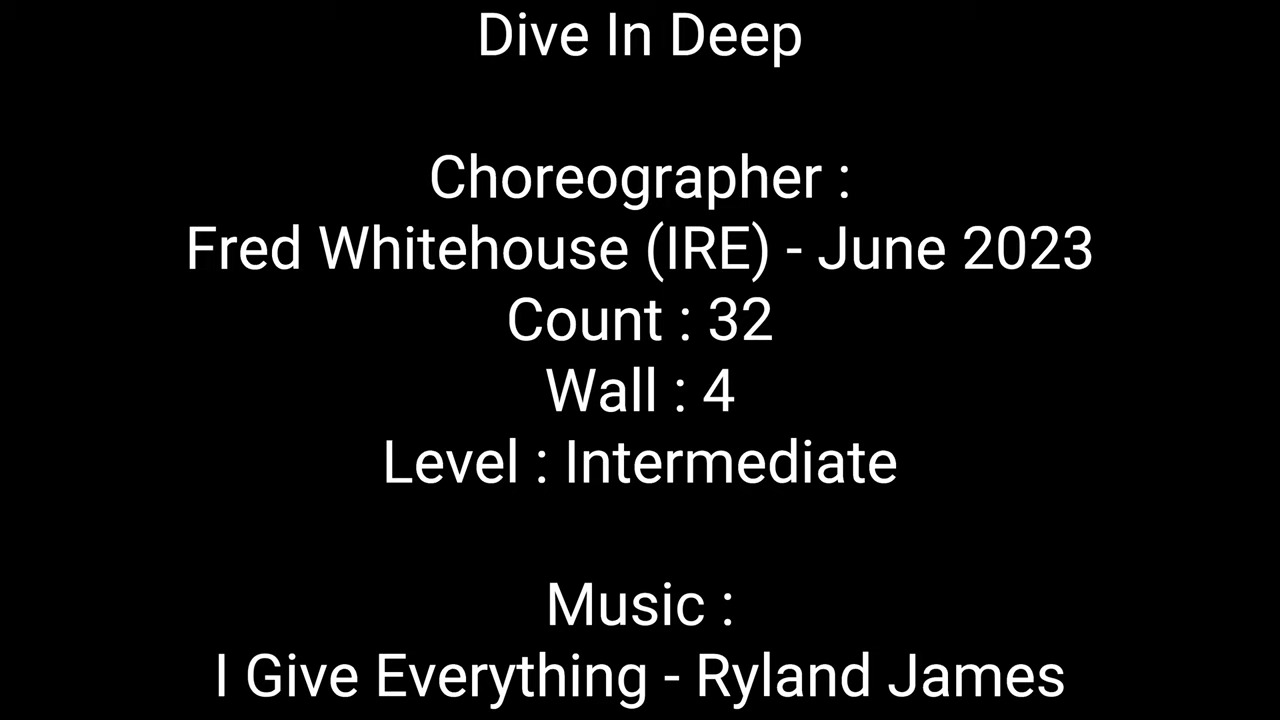 Dive In Deep
Choreographer :
Fred Whitehouse (IRE) - June 2023
Count : 32
Wall : 4
Level : Intermediate
Music :
I Give Everything - Ryland James